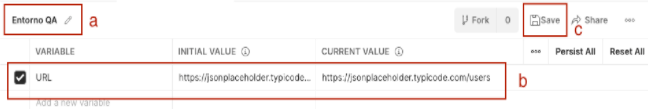 Entorno QA a Fork 0 Save Share
c
VARIABLE INITIAL VALUE CURRENT VALUE Persist All Reset All
URL https://jsonplaceholder.typicode... https://jsonplaceholder.typicode.com/users b
Add a new variable